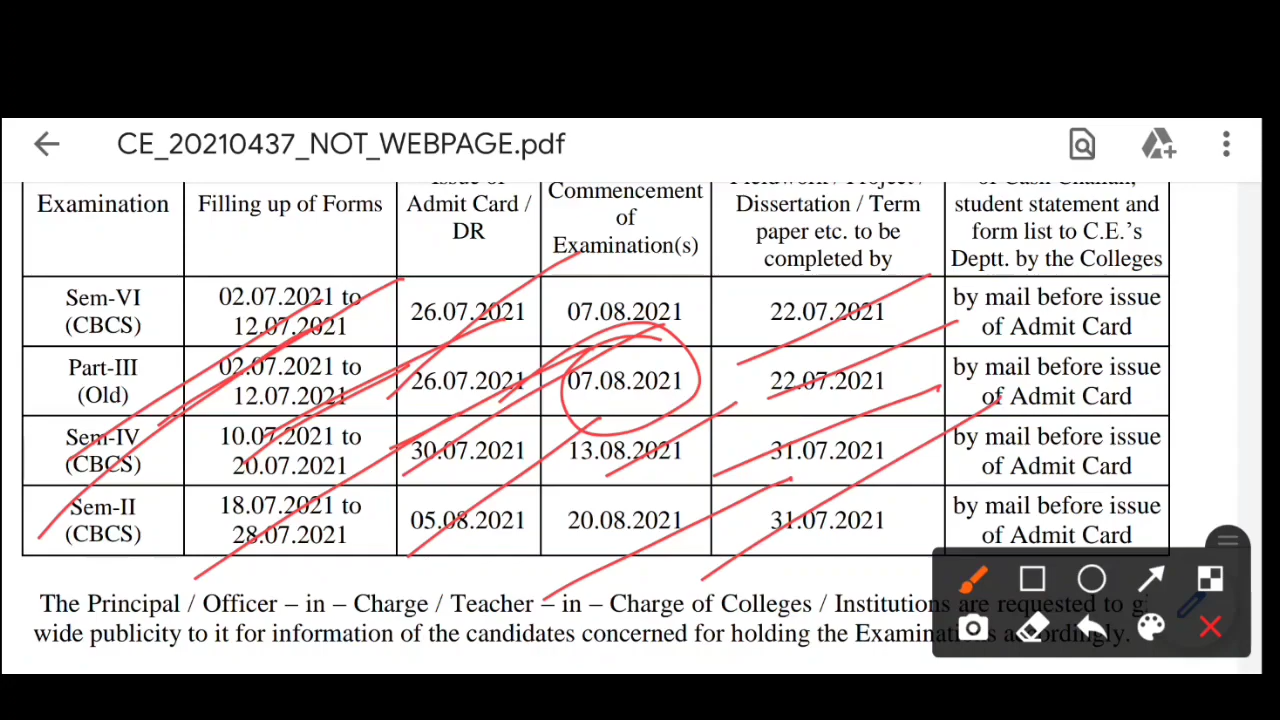 CE_20210437_NOT_WEBPAGE.pdf
Examination
Filling up of Forms
Admit Card /
DR
Commencement
of
Examination(s)
Dissertation / Term
paper etc. to be
completed by
student statement and
form list to C.E.'s
Deptt. by the Colleges
Sem-VI
(CBCS)
02.07.2021 to
12.07.2021
26.07.2021
07.08.2021
22.07.2021
by mail before issue
of Admit Card
Part-III
(Old)
02.07.2021 to
12.07.2021
26.07.2021
07.08.2021
22.07.2021
by mail before issue
of Admit Card
Sem-IV
(CBCS)
10.07.2021 to
20.07.2021
30.07.2021
13.08.2021
31.07.2021
by mail before issue
of Admit Card
Sem-II
(CBCS)
18.07.2021 to
28.07.2021
05.08.2021
20.08.2021
31.07.2021
by mail before issue
of Admit Card
The Principal / Officer – in – Charge / Teacher – in – Charge of Colleges / Institutions are requested to
wide publicity to it for information of the candidates concerned for holding the Examinations accordingly.